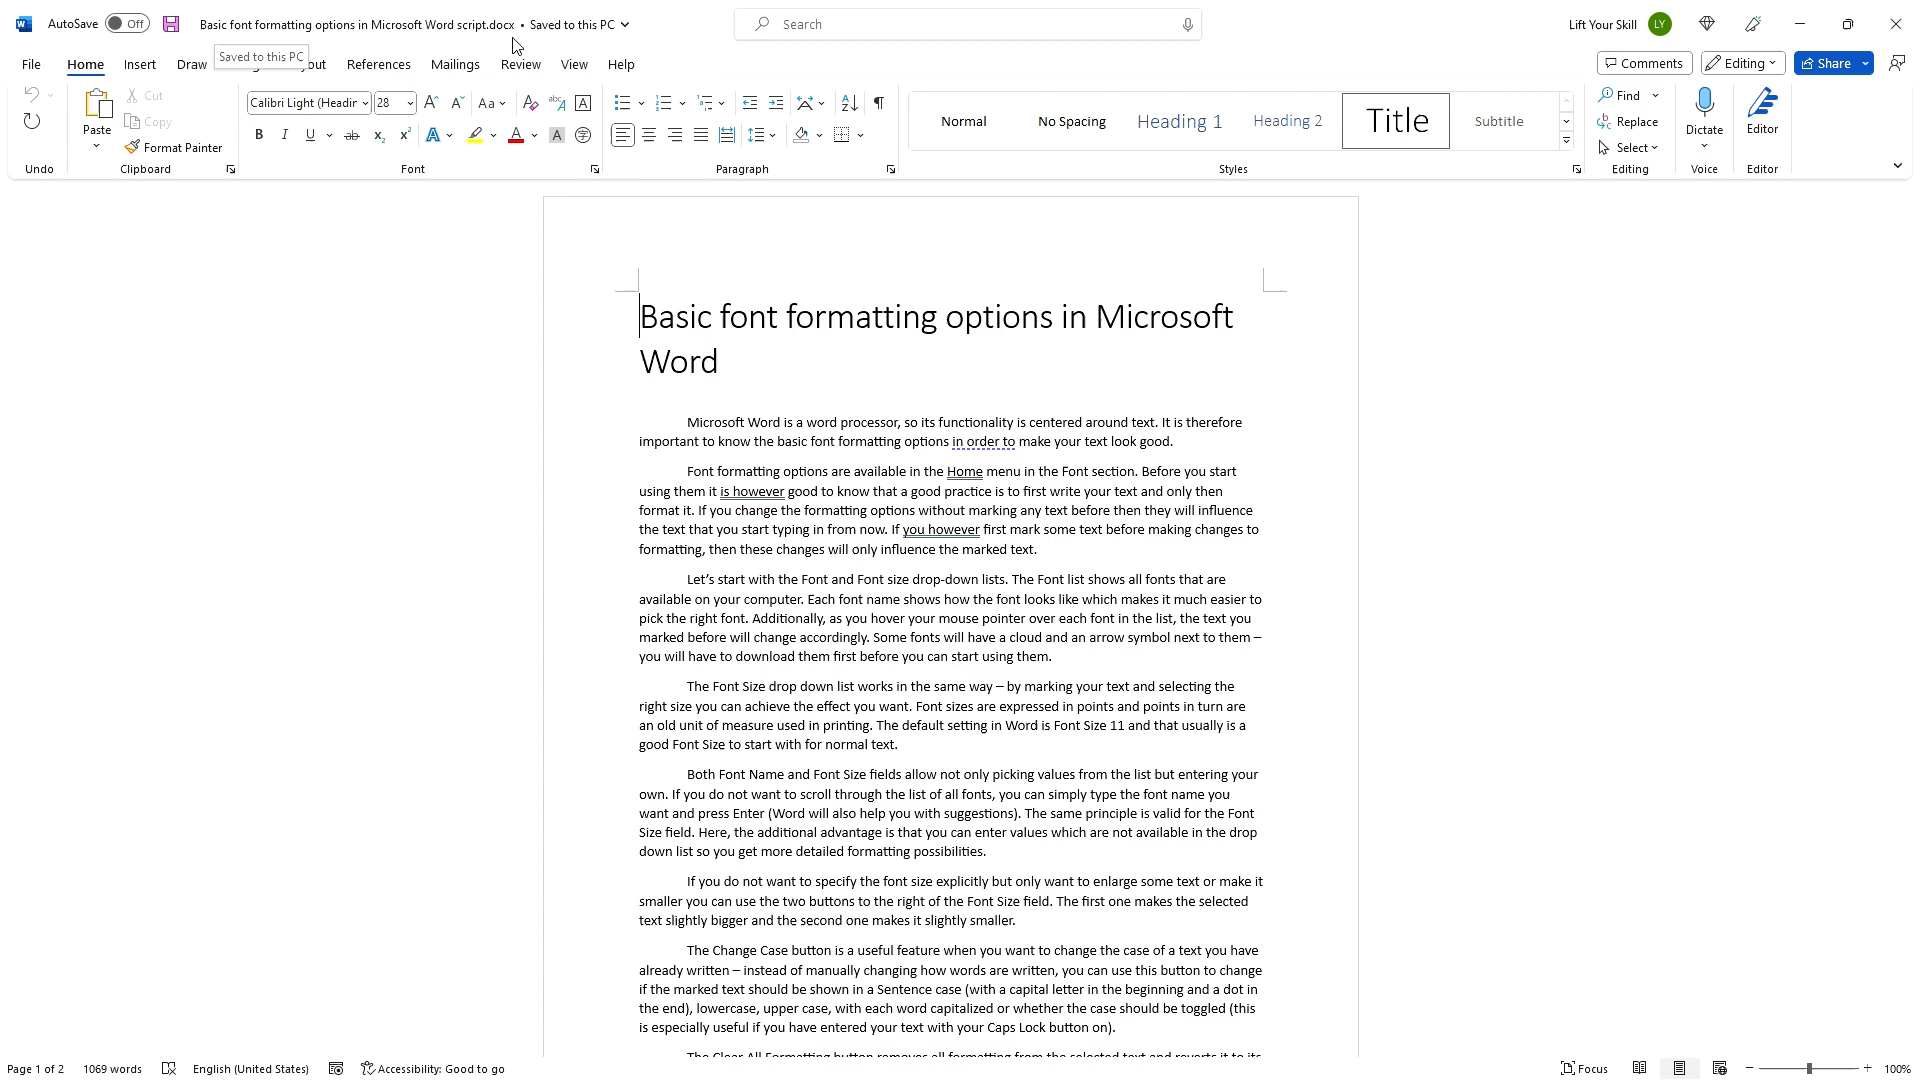 AutoSave Off Basic font formatting options in Microsoft Word script.docx • Saved to this PC Search Lift Your Skill LY
Saved to this PC
File Home Insert Draw out References Mailings Review View Help Comments Editing Share
Paste Cut Copy Format Painter
Calibri Light (Headir 28 Aa
B I U ab x₂ x² A A A
Normal No Spacing Heading 1 Heading 2 Title Subtitle
Find Replace Select Dictate Editor
Undo Clipboard Font Paragraph Styles Editing Voice Editor
Basic font formatting options in Microsoft
Word
Microsoft Word is a word processor, so its functionality is centered around text. It is therefore
important to know the basic font formatting options in order to make your text look good.
Font formatting options are available in the Home menu in the Font section. Before you start
using them it is however good to know that a good practice is to first write your text and only then
format it. If you change the formatting options without marking any text before then they will influence
the text that you start typing in from now. If you however first mark some text before making changes to
formatting, then these changes will only influence the marked text.
Let’s start with the Font and Font size drop-down lists. The Font list shows all fonts that are
available on your computer. Each font name shows how the font looks like which makes it much easier to
pick the right font. Additionally, as you hover your mouse pointer over each font in the list, the text you
marked before will change accordingly. Some fonts will have a cloud and an arrow symbol next to them –
you will have to download them first before you can start using them.
The Font Size drop down list works in the same way – by marking your text and selecting the
right size you can achieve the effect you want. Font sizes are expressed in points and points in turn are
an old unit of measure used in printing. The default setting in Word is Font Size 11 and that usually is a
good Font Size to start with for normal text.
Both Font Name and Font Size fields allow not only picking values from the list but entering your
own. If you do not want to scroll through the list of all fonts, you can simply type the font name you
want and press Enter (Word will also help you with suggestions). The same principle is valid for the Font
Size field. Here, the additional advantage is that you can enter values which are not available in the drop
down list so you get more detailed formatting possibilities.
If you do not want to specify the font size explicitly but only want to enlarge some text or make it
smaller you can use the two buttons to the right of the Font Size field. The first one makes the selected
text slightly bigger and the second one makes it slightly smaller.
The Change Case button is a useful feature when you want to change the case of a text you have
already written – instead of manually changing how words are written, you can use this button to change
if the marked text should be shown in a Sentence case (with a capital letter in the beginning and a dot in
the end), lowercase, upper case, with each word capitalized or whether the case should be toggled (this
is especially useful if you have entered your text with your Caps Lock button on).
The Clear All Formatting button removes all formatting from the selected text and reverts it to its
Page 1 of 2 1069 words English (United States) Accessibility: Good to go Focus 100%